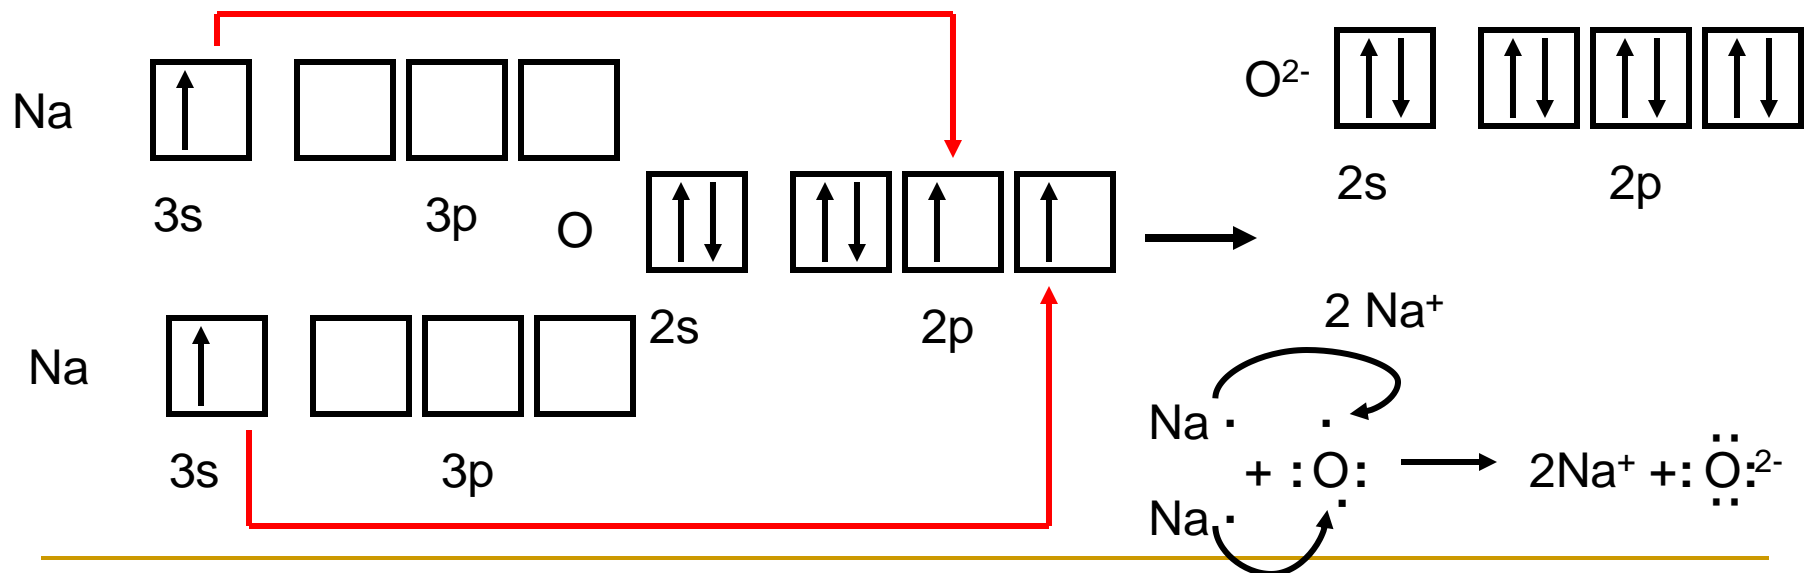 Na
3s 3p
O
2s 2p
Na
3s 3p
O²⁻
2s 2p
2 Na⁺
Na · ·
+ :O: 2Na⁺ + :Ö:²⁻
Na · ·